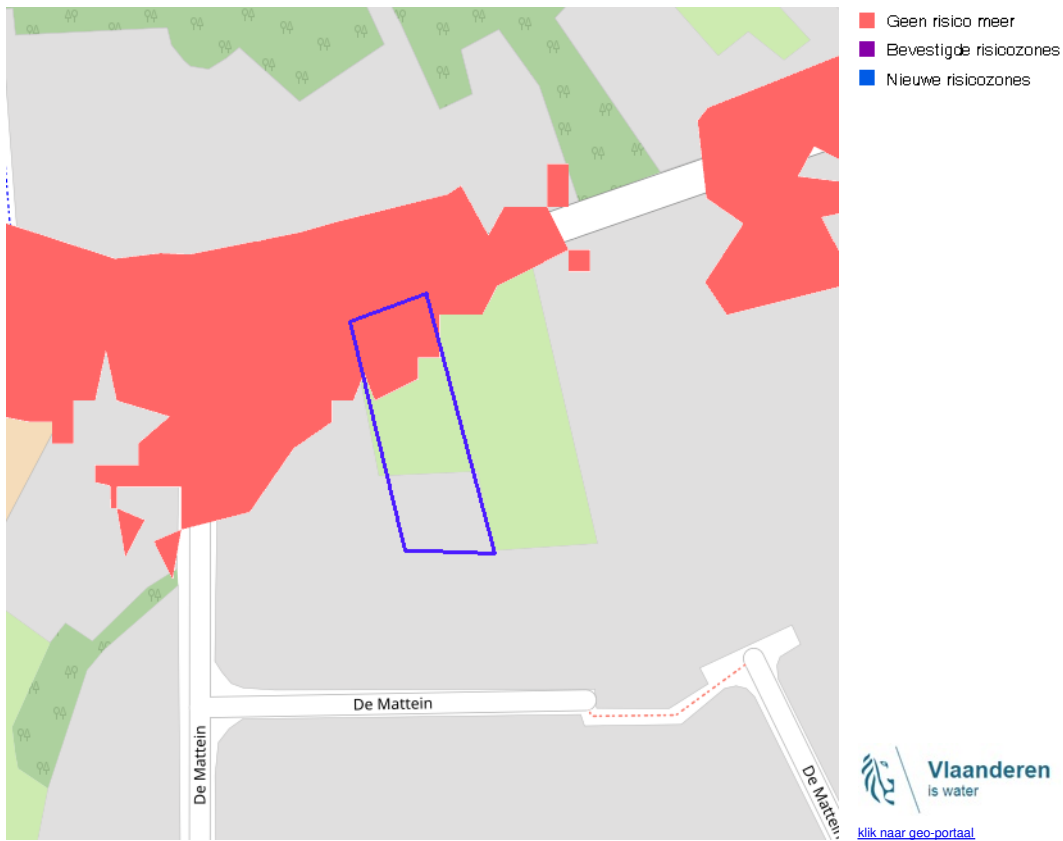 Geen risico meer
Bevestigde risicozones
Nieuwe risicozones
De Mattein
De Mattein
De Mattein
Vlaanderen
is water
klik naar geo-portaal